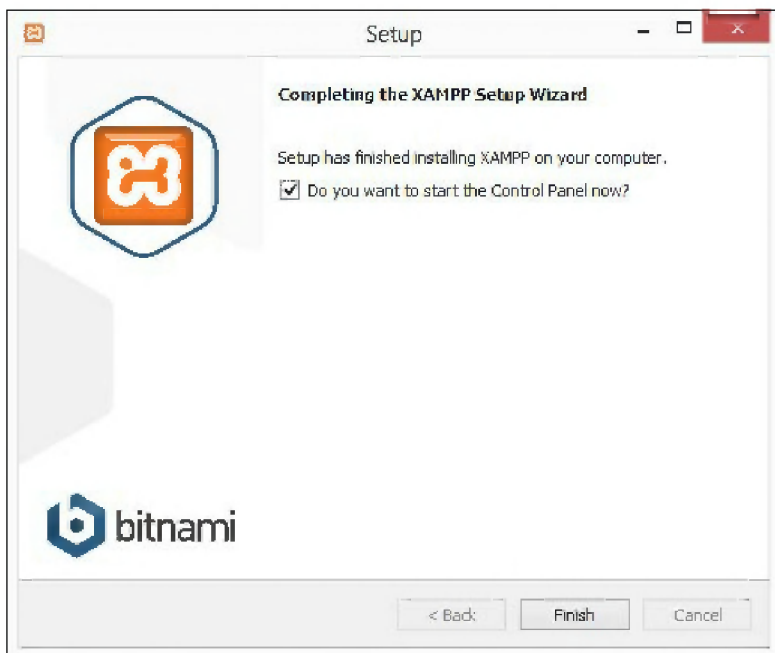 Setup
Completing the XAMPP Setup Wizard
Setup has finished installing XAMPP on your computer.
Do you want to start the Control Panel now?
bitnami
< Back Finish Cancel